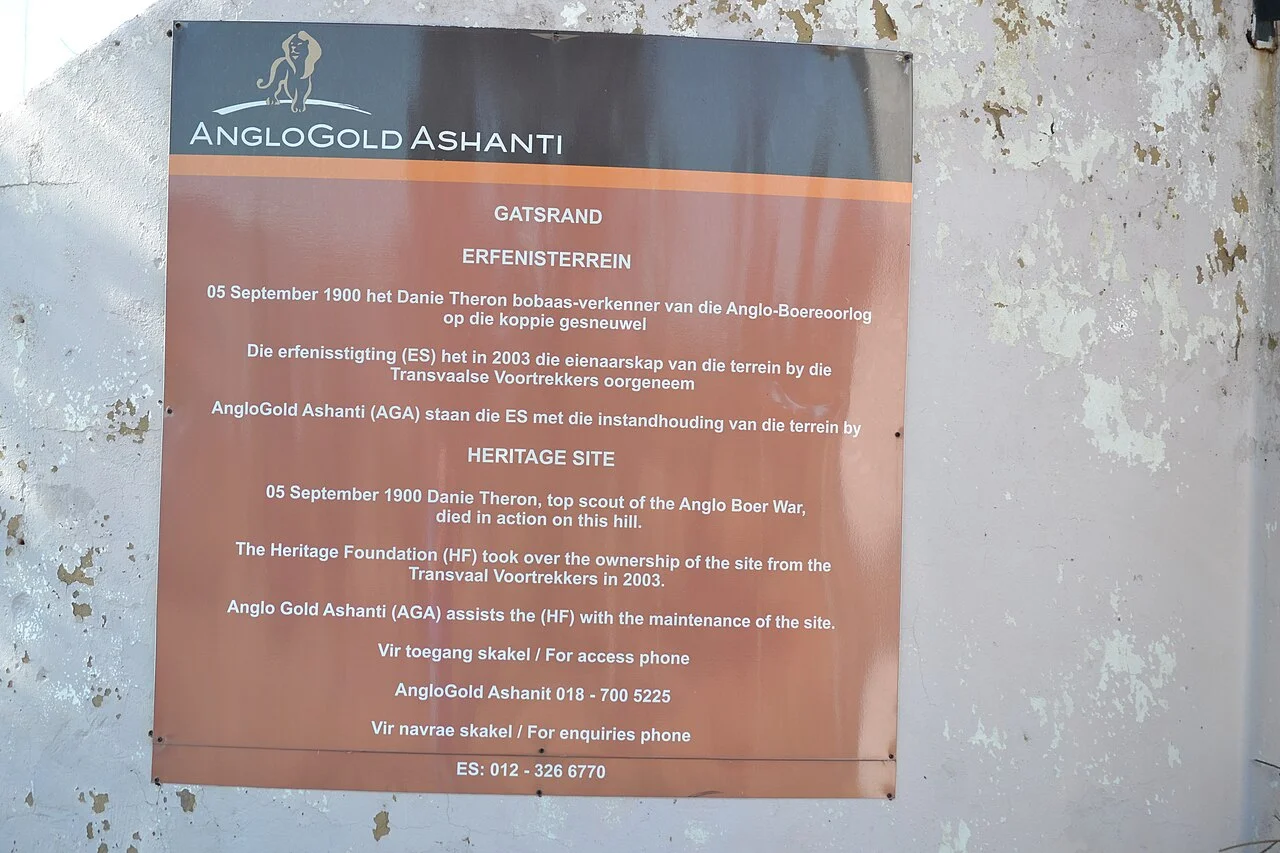 ANGLOGOLD ASHANTI
GATSRAND
ERFENISTERREIN
05 September 1900 het Danie Theron bobaas-verkenner van die Anglo-Boereoorlog
op die koppie gesneuwel
Die erfenisstigting (ES) het in 2003 die eienaarskap van die terrein by die
Transvaalse Voortrekkers oorgeneem
AngloGold Ashanti (AGA) staan die ES met die instandhouding van die terrein by
HERITAGE SITE
05 September 1900 Danie Theron, top scout of the Anglo Boer War,
died in action on this hill.
The Heritage Foundation (HF) took over the ownership of the site from the
Transvaal Voortrekkers in 2003.
Anglo Gold Ashanti (AGA) assists the (HF) with the maintenance of the site.
Vir toegang skakel / For access phone
AngloGold Ashanit 018 - 700 5225
Vir navrae skakel / For enquiries phone
ES: 012 - 326 6770